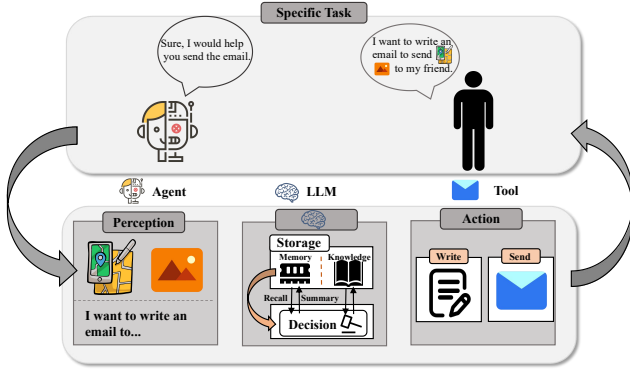 Specific Task
Sure, I would help
you send the email.
I want to write an
email to send
to my friend.
Agent
LLM
Tool
Perception
I want to write an
email to...
Storage
Memory
Knowledge
Recall
Summary
Decision
Action
Write
Send